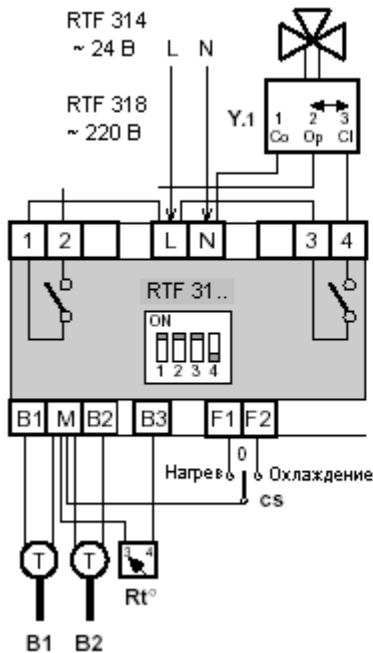 RTF 314
~ 24 В L N
RTF 318
~ 220 В
Y.1
1 2 3
Co Op Cl
1 2 L N 3 4
RTF 31..
ON
1 2 3 4
B1 M B2 B3 F1 F2
0
Нагрев Охлаждение
cs
T T 3 4
Rt°
B1 B2